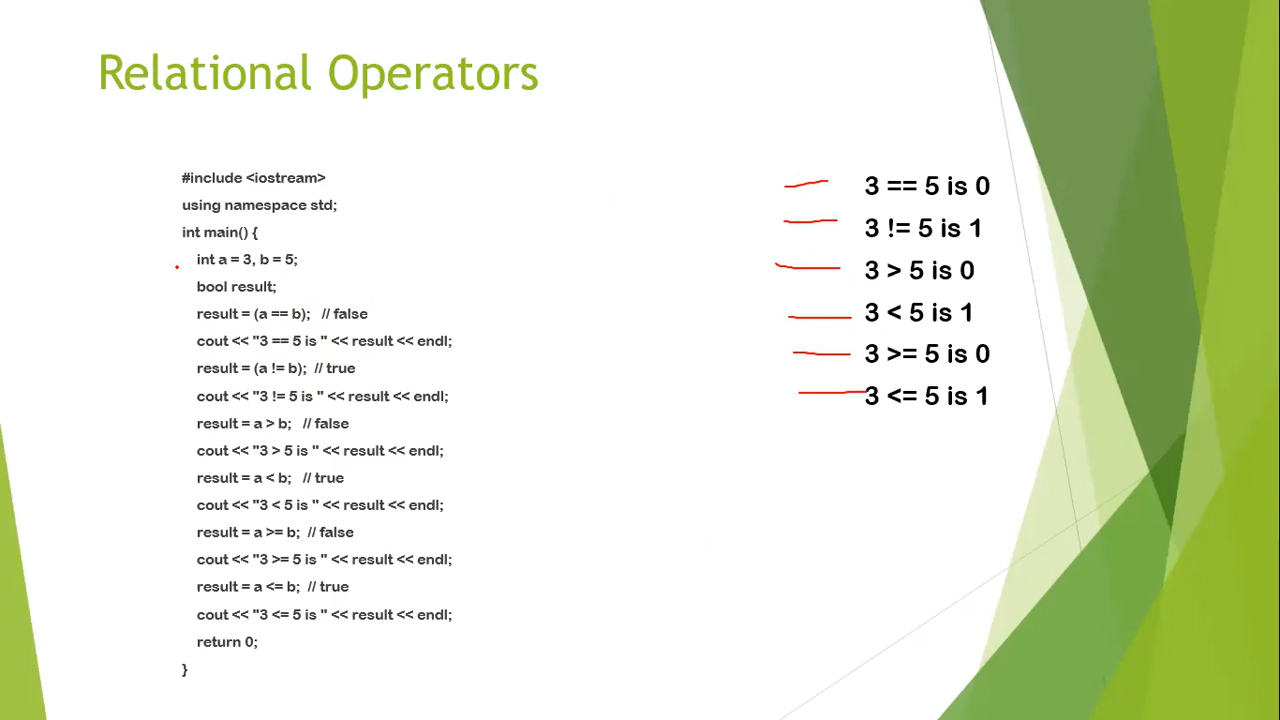 Relational Operators
#include <iostream>
using namespace std;
int main() {
int a = 3, b = 5;
bool result;
result = (a == b);   // false
cout << "3 == 5 is " << result << endl;
result = (a != b);  // true
cout << "3 != 5 is " << result << endl;
result = a > b;   // false
cout << "3 > 5 is " << result << endl;
result = a < b;   // true
cout << "3 < 5 is " << result << endl;
result = a >= b;  // false
cout << "3 >= 5 is " << result << endl;
result = a <= b;  // true
cout << "3 <= 5 is " << result << endl;
return 0;
}
3 == 5 is 0
3 != 5 is 1
3 > 5 is 0
3 < 5 is 1
3 >= 5 is 0
3 <= 5 is 1